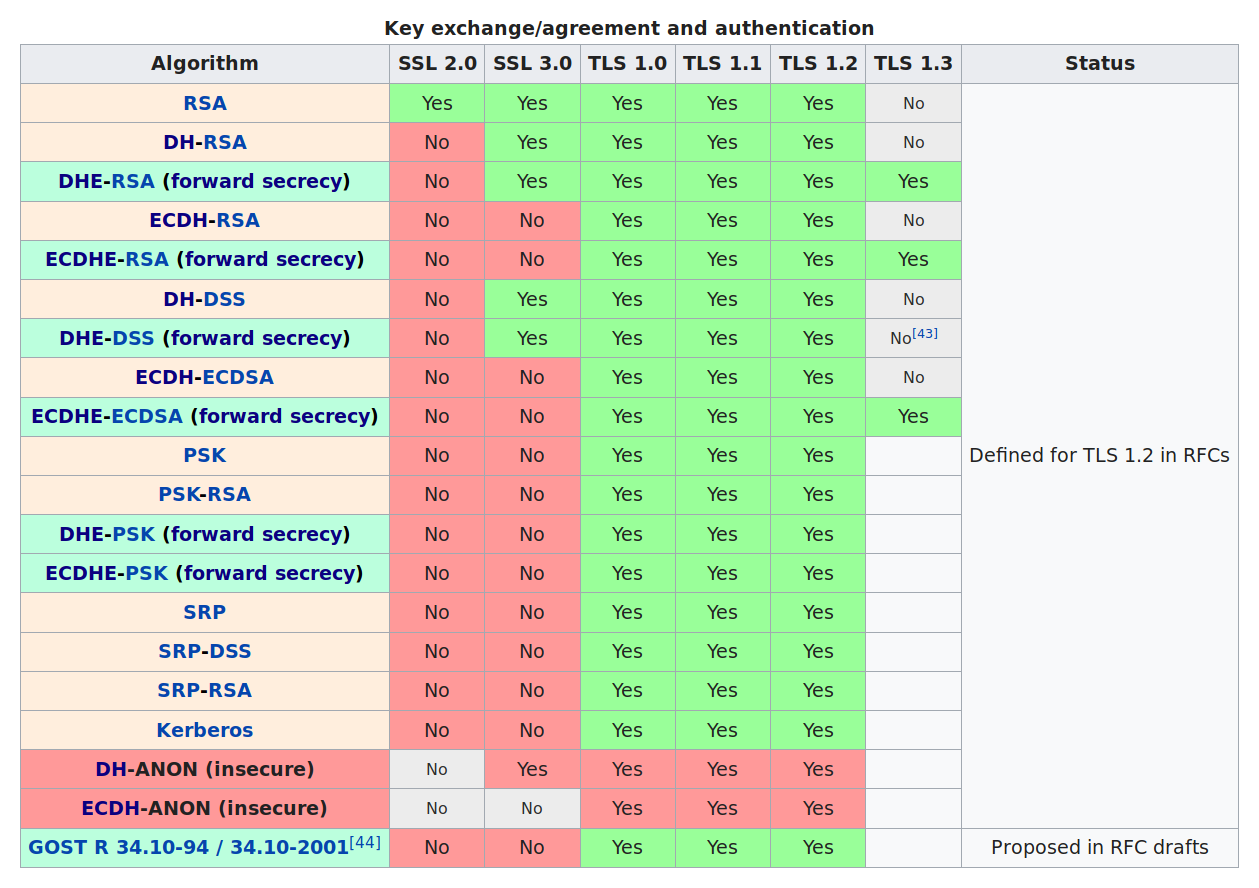 Key exchange/agreement and authentication
Algorithm SSL 2.0 SSL 3.0 TLS 1.0 TLS 1.1 TLS 1.2 TLS 1.3 Status
RSA Yes Yes Yes Yes Yes No
DH-RSA No Yes Yes Yes Yes No
DHE-RSA (forward secrecy) No Yes Yes Yes Yes Yes
ECDH-RSA No No Yes Yes Yes No
ECDHE-RSA (forward secrecy) No No Yes Yes Yes Yes
DH-DSS No Yes Yes Yes Yes No
DHE-DSS (forward secrecy) No Yes Yes Yes Yes No[43]
ECDH-ECDSA No No Yes Yes Yes No
ECDHE-ECDSA (forward secrecy) No No Yes Yes Yes Yes
PSK No No Yes Yes Yes Defined for TLS 1.2 in RFCs
PSK-RSA No No Yes Yes Yes
DHE-PSK (forward secrecy) No No Yes Yes Yes
ECDHE-PSK (forward secrecy) No No Yes Yes Yes
SRP No No Yes Yes Yes
SRP-DSS No No Yes Yes Yes
SRP-RSA No No Yes Yes Yes
Kerberos No No Yes Yes Yes
DH-ANON (insecure) No Yes Yes Yes Yes
ECDH-ANON (insecure) No No Yes Yes Yes
GOST R 34.10-94 / 34.10-2001[44] No No Yes Yes Yes Proposed in RFC drafts